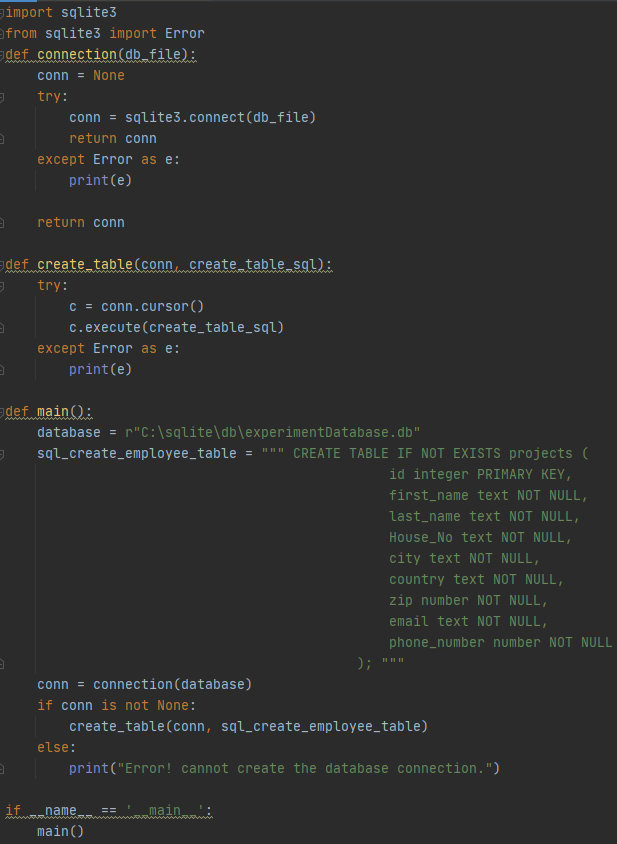 import sqlite3
from sqlite3 import Error
def connection(db_file):
    conn = None
    try:
        conn = sqlite3.connect(db_file)
        return conn
    except Error as e:
        print(e)

    return conn

def create_table(conn, create_table_sql):
    try:
        c = conn.cursor()
        c.execute(create_table_sql)
    except Error as e:
        print(e)

def main():
    database = r"C:\sqlite\db\experimentDatabase.db"
    sql_create_employee_table = """ CREATE TABLE IF NOT EXISTS projects (
                                                id integer PRIMARY KEY,
                                                first_name text NOT NULL,
                                                last_name text NOT NULL,
                                                House_No text NOT NULL,
                                                city text NOT NULL,
                                                country text NOT NULL,
                                                zip number NOT NULL,
                                                email text NOT NULL,
                                                phone_number number NOT NULL
                                            ); """
    conn = connection(database)
    if conn is not None:
        create_table(conn, sql_create_employee_table)
    else:
        print("Error! cannot create the database connection.")

if __name__ == '__main__':
    main()